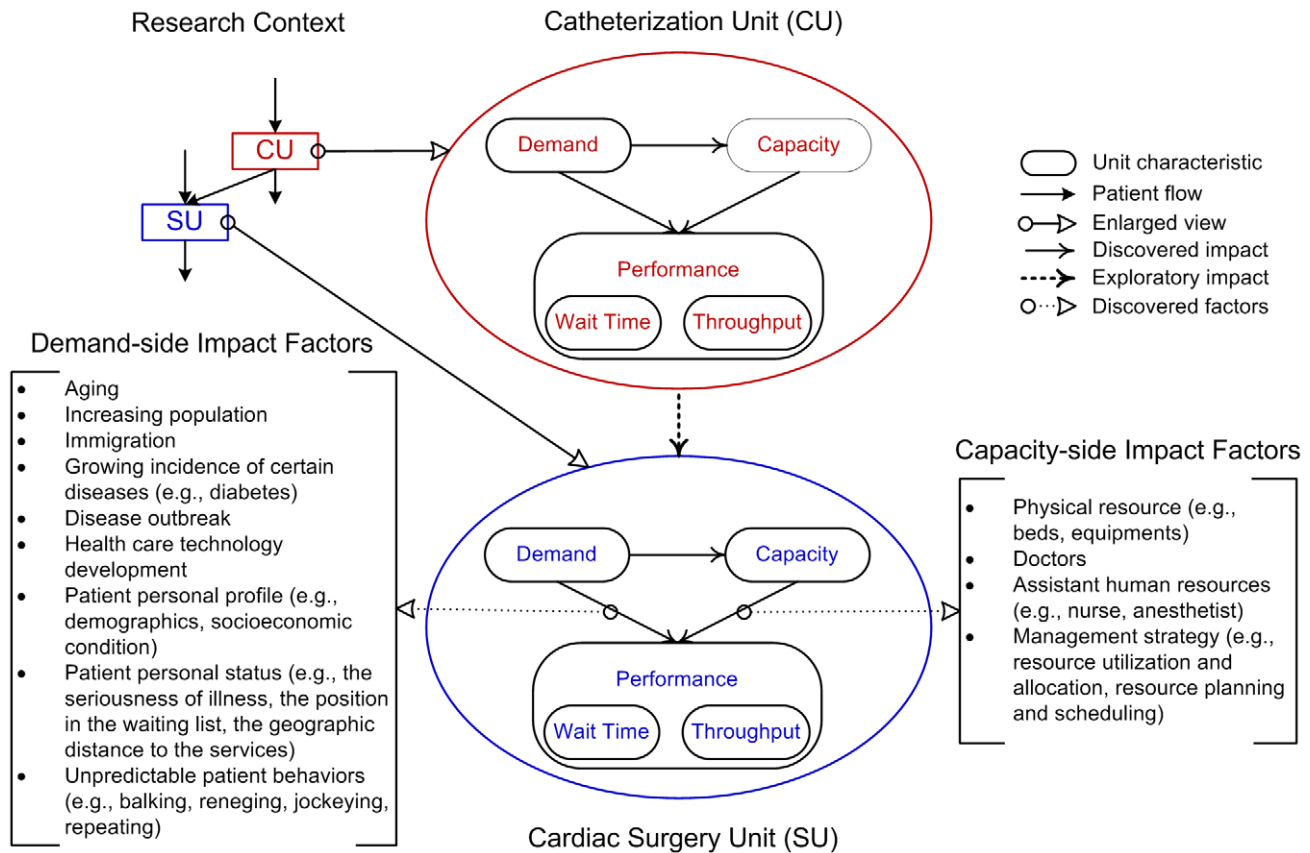 Research Context
Catheterization Unit (CU)
CU
SU
Demand
Capacity
Performance
Wait Time
Throughput
Unit characteristic
Patient flow
Enlarged view
Discovered impact
Exploratory impact
Discovered factors
Demand-side Impact Factors
• Aging
• Increasing population
• Immigration
• Growing incidence of certain
diseases (e.g., diabetes)
• Disease outbreak
• Health care technology
development
• Patient personal profile (e.g.,
demographics, socioeconomic
condition)
• Patient personal status (e.g., the
seriousness of illness, the position
in the waiting list, the geographic
distance to the services)
• Unpredictable patient behaviors
(e.g., balking, reneging, jockeying,
repeating)
Demand
Capacity
Performance
Wait Time
Throughput
Cardiac Surgery Unit (SU)
Capacity-side Impact Factors
• Physical resource (e.g.,
beds, equipments)
• Doctors
• Assistant human resources
(e.g., nurse, anesthetist)
• Management strategy (e.g.,
resource utilization and
allocation, resource planning
and scheduling)